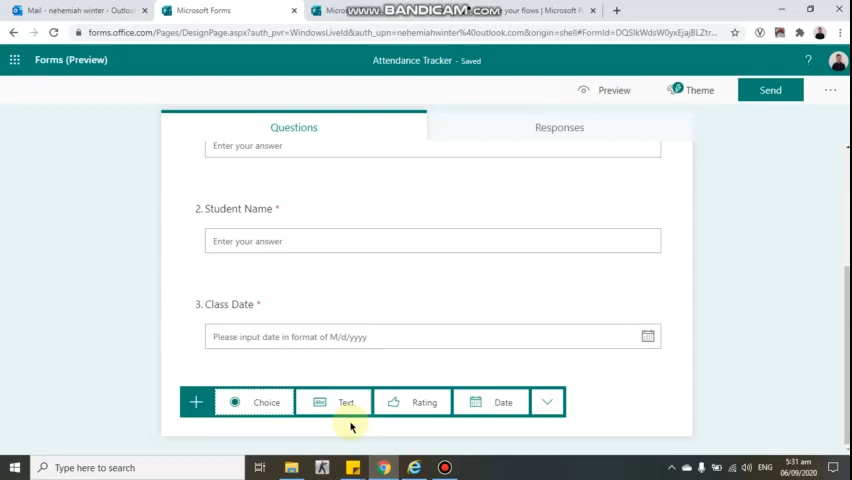 Mail - nehemiah winter - Outlook
Microsoft Forms
www.BANDICAM.com
your flows | Microsoft P
forms.office.com/Pages/DesignPage.aspx?auth_pvr=WindowsLiveId&auth_upn=nehemiahwinter%40outlook.com&origin=shell#FormId=DQSIkWdsW0yxEjajBLZtr...
Forms (Preview)
Attendance Tracker - Saved
?
Preview
Theme
Send
Questions
Responses
Enter your answer
2. Student Name *
Enter your answer
3. Class Date *
Please input date in format of M/d/yyyy
Choice
Abc
Text
Rating
Date
Type here to search
ENG
5:31 am
06/09/2020